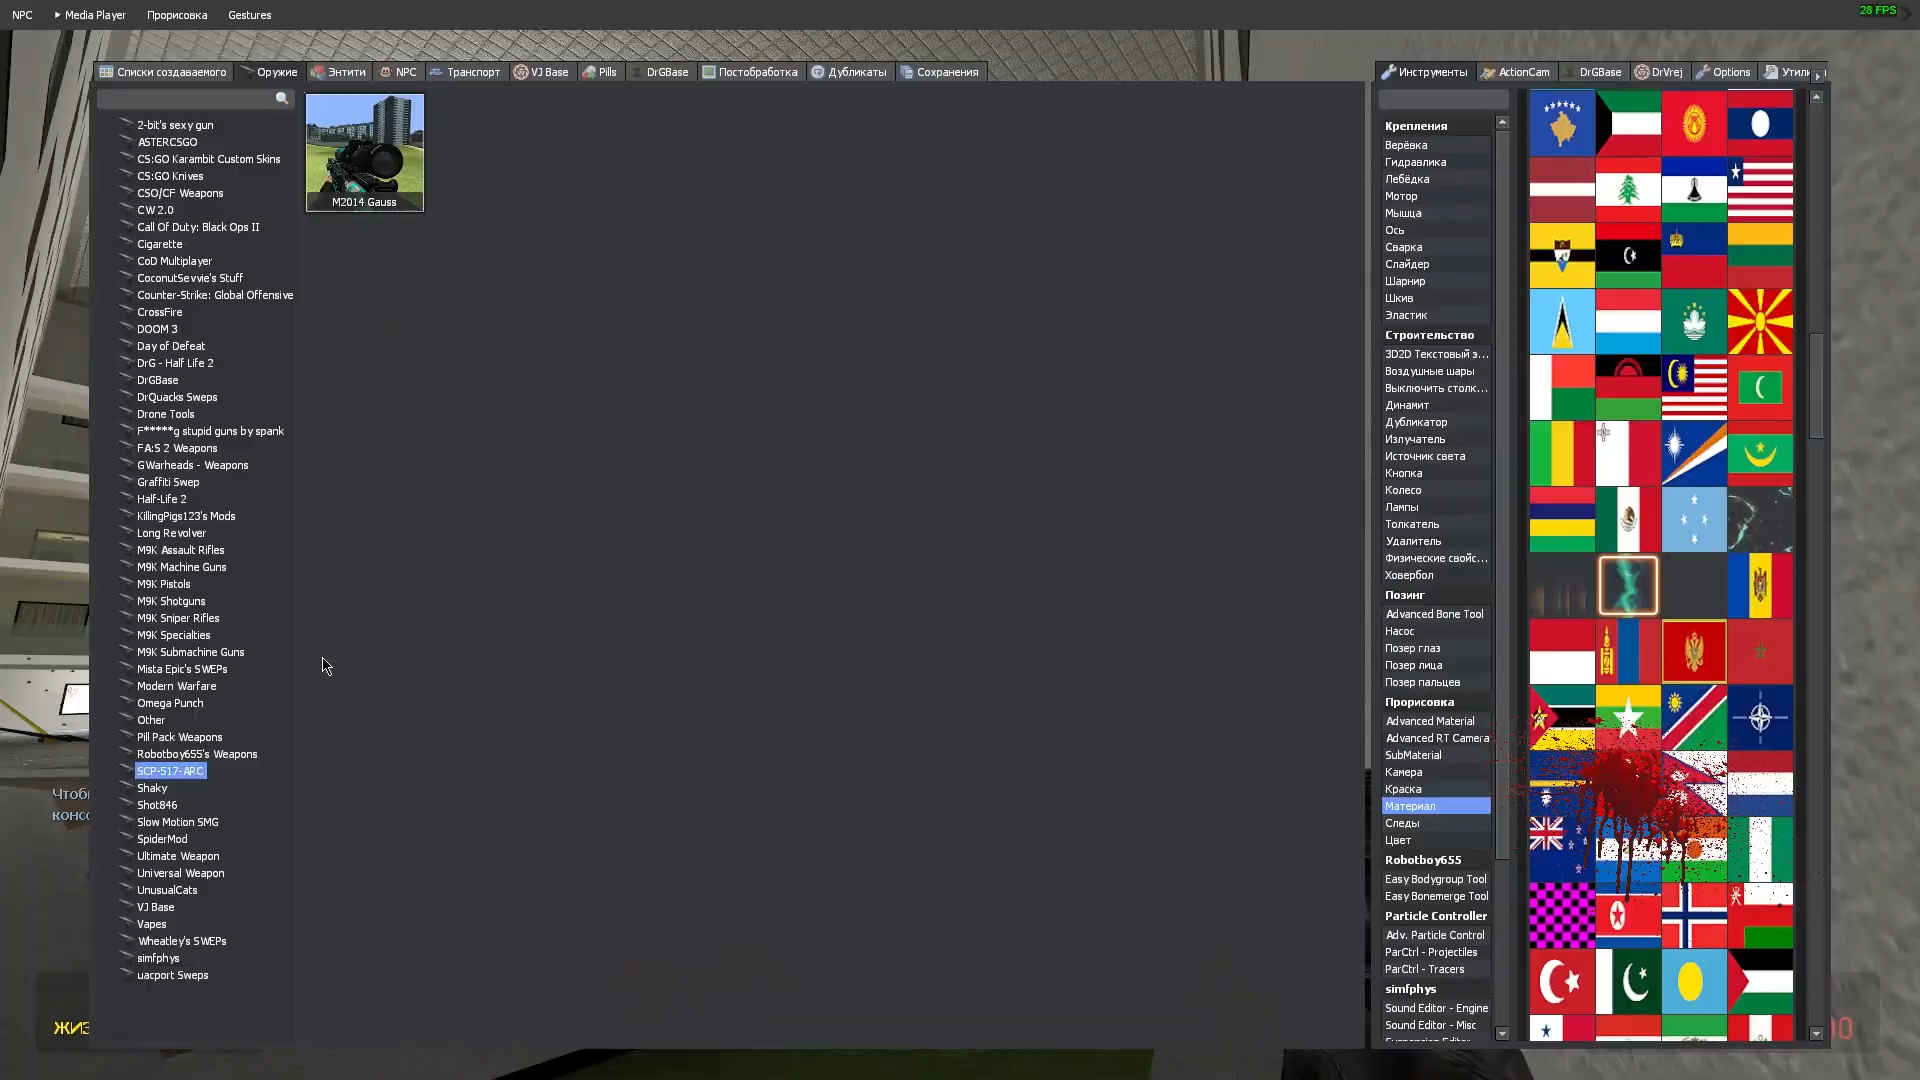 NPC
Media Player
Прорисовка
Gestures
28 FPS
Списки создаваемого
Оружие
Энтити
NPC
Транспорт
VJ Base
Pills
DrGBase
Постобработка
Дубликаты
Сохранения
Инструменты
ActionCam
DrGBase
DrVrej
Options
Утили
2-bit's sexy gun
ASTERCSGO
CS:GO Karambit Custom Skins
CS:GO Knives
CSO/CF Weapons
CW 2.0
Call Of Duty: Black Ops II
Cigarette
CoD Multiplayer
CoconutSevvie's Stuff
Counter-Strike: Global Offensive
CrossFire
DOOM 3
Day of Defeat
DrG - Half Life 2
DrGBase
DrQuacks Sweps
Drone Tools
F*****g stupid guns by spank
FA:S 2 Weapons
GWarheads - Weapons
Graffiti Swep
Half-Life 2
KillingPigs123's Mods
Long Revolver
M9K Assault Rifles
M9K Machine Guns
M9K Pistols
M9K Shotguns
M9K Sniper Rifles
M9K Specialties
M9K Submachine Guns
Mista Epic's SWEPs
Modern Warfare
Omega Punch
Other
Pill Pack Weapons
Robotboy655's Weapons
SCP-517-ARC
Shaky
Shot846
Slow Motion SMG
SpiderMod
Ultimate Weapon
Universal Weapon
UnusualCats
VJ Base
Vapes
Wheatley's SWEPs
simfphys
uacport Sweps
M2014 Gauss
Чтобы
консо
ЖИЗ
Крепления
Верёвка
Гидравлика
Лебёдка
Мотор
Мышца
Ось
Сварка
Слайдер
Шарнир
Шкив
Эластик
Строительство
3D2D Текстовый э...
Воздушные шары
Выключить столк...
Динамит
Дубликатор
Излучатель
Источник света
Кнопка
Колесо
Лампы
Толкатель
Удалитель
Физические свойс...
Ховербол
Позинг
Advanced Bone Tool
Насос
Позер глаз
Позер лица
Позер пальцев
Прорисовка
Advanced Material
Advanced RT Camera
SubMaterial
Камера
Краска
Материал
Следы
Цвет
Robotboy655
Easy Bodygroup Tool
Easy Bonemerge Tool
Particle Controller
Adv. Particle Control
ParCtrl - Projectiles
ParCtrl - Tracers
simfphys
Sound Editor - Engine
Sound Editor - Misc